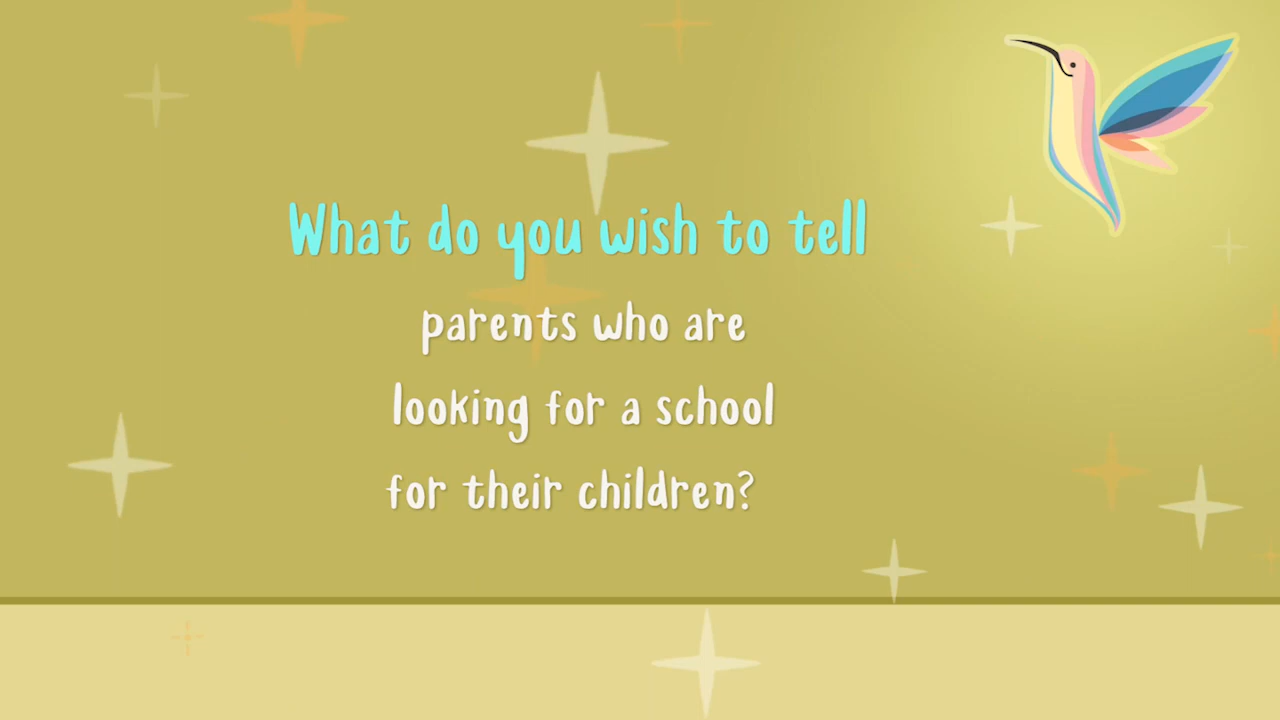 What do you wish to tell
parents who are
looking for a school
for their children?